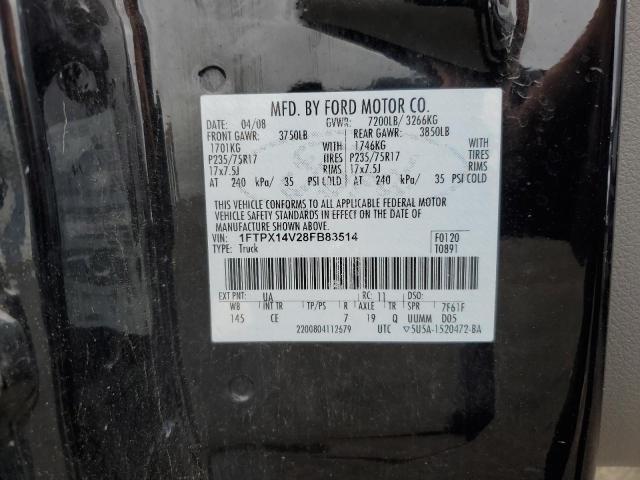 MFD. BY FORD MOTOR CO.
DATE: 04/08 GVWR: 7200LB/ 3266KG
FRONT GAWR: 3750LB REAR GAWR: 3850LB
1701KG WITH 1746KG WITH
P235/75R17 TIRES P235/75R17 TIRES
17x7.5J RIMS 17x7.5J RIMS
AT 240 kPa/ 35 PSI COLD AT 240 kPa/ 35 PSI COLD
THIS VEHICLE CONFORMS TO ALL APPLICABLE FEDERAL MOTOR
VEHICLE SAFETY STANDARDS IN EFFECT ON THE DATE OF
MANUFACTURE SHOWN ABOVE.
VIN: 1FTPX14V28FB83514 F0120
TYPE: Truck T0891
EXT PNT: UA RC: 11 DSO:
WB INT TR TP/PS R AXLE TR SPR 7F61F
145 CE 7 19 Q UUMM D05
2200804112679 UTC ▽5U5A-1520472-BA